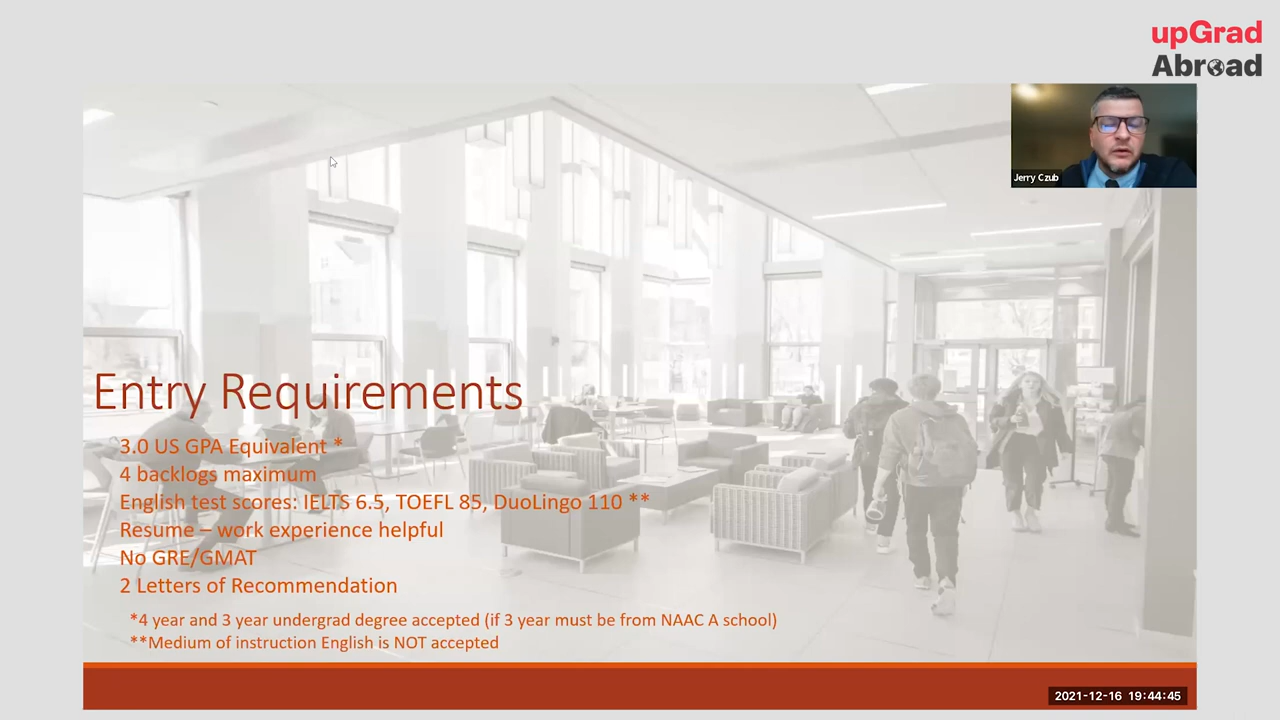 upGrad
Abroad
Jerry Czub
Entry Requirements
3.0 US GPA Equivalent *
4 backlogs maximum
English test scores: IELTS 6.5, TOEFL 85, DuoLingo 110 **
Resume – work experience helpful
No GRE/GMAT
2 Letters of Recommendation
*4 year and 3 year undergrad degree accepted (if 3 year must be from NAAC A school)
**Medium of instruction English is NOT accepted
2021-12-16 19:44:45